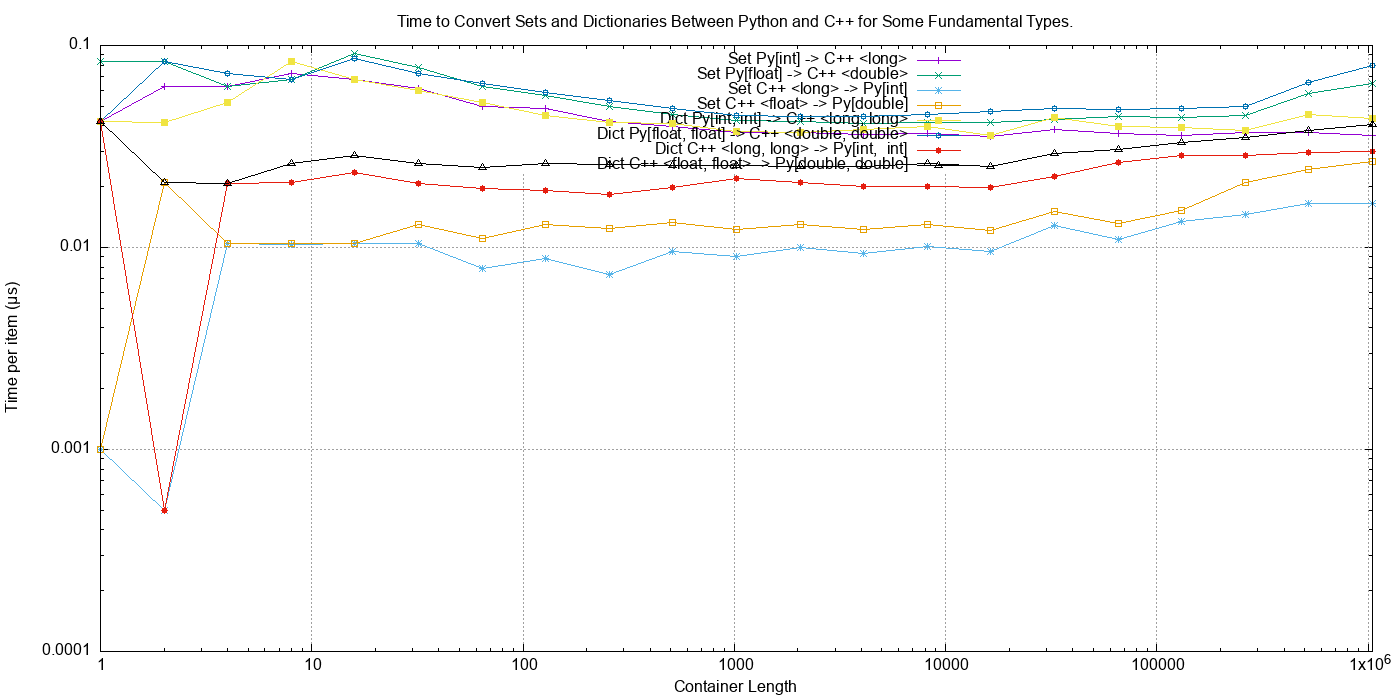 Time to Convert Sets and Dictionaries Between Python and C++ for Some Fundamental Types.
0.1
0.01
0.001
0.0001
Time per item (µs)
Set Py[int] -> C++ <long>
Set Py[float] -> C++ <double>
Set C++ <long> -> Py[int]
Set C++ <float> -> Py[double]
Dict Py[int, int] -> C++ <long, long>
Dict Py[float, float] -> C++ <double, double>
Dict C++ <long, long> -> Py[int, int]
Dict C++ <float, float> -> Py[double, double]
1 10 100 1000 10000 100000 1x10⁶
Container Length